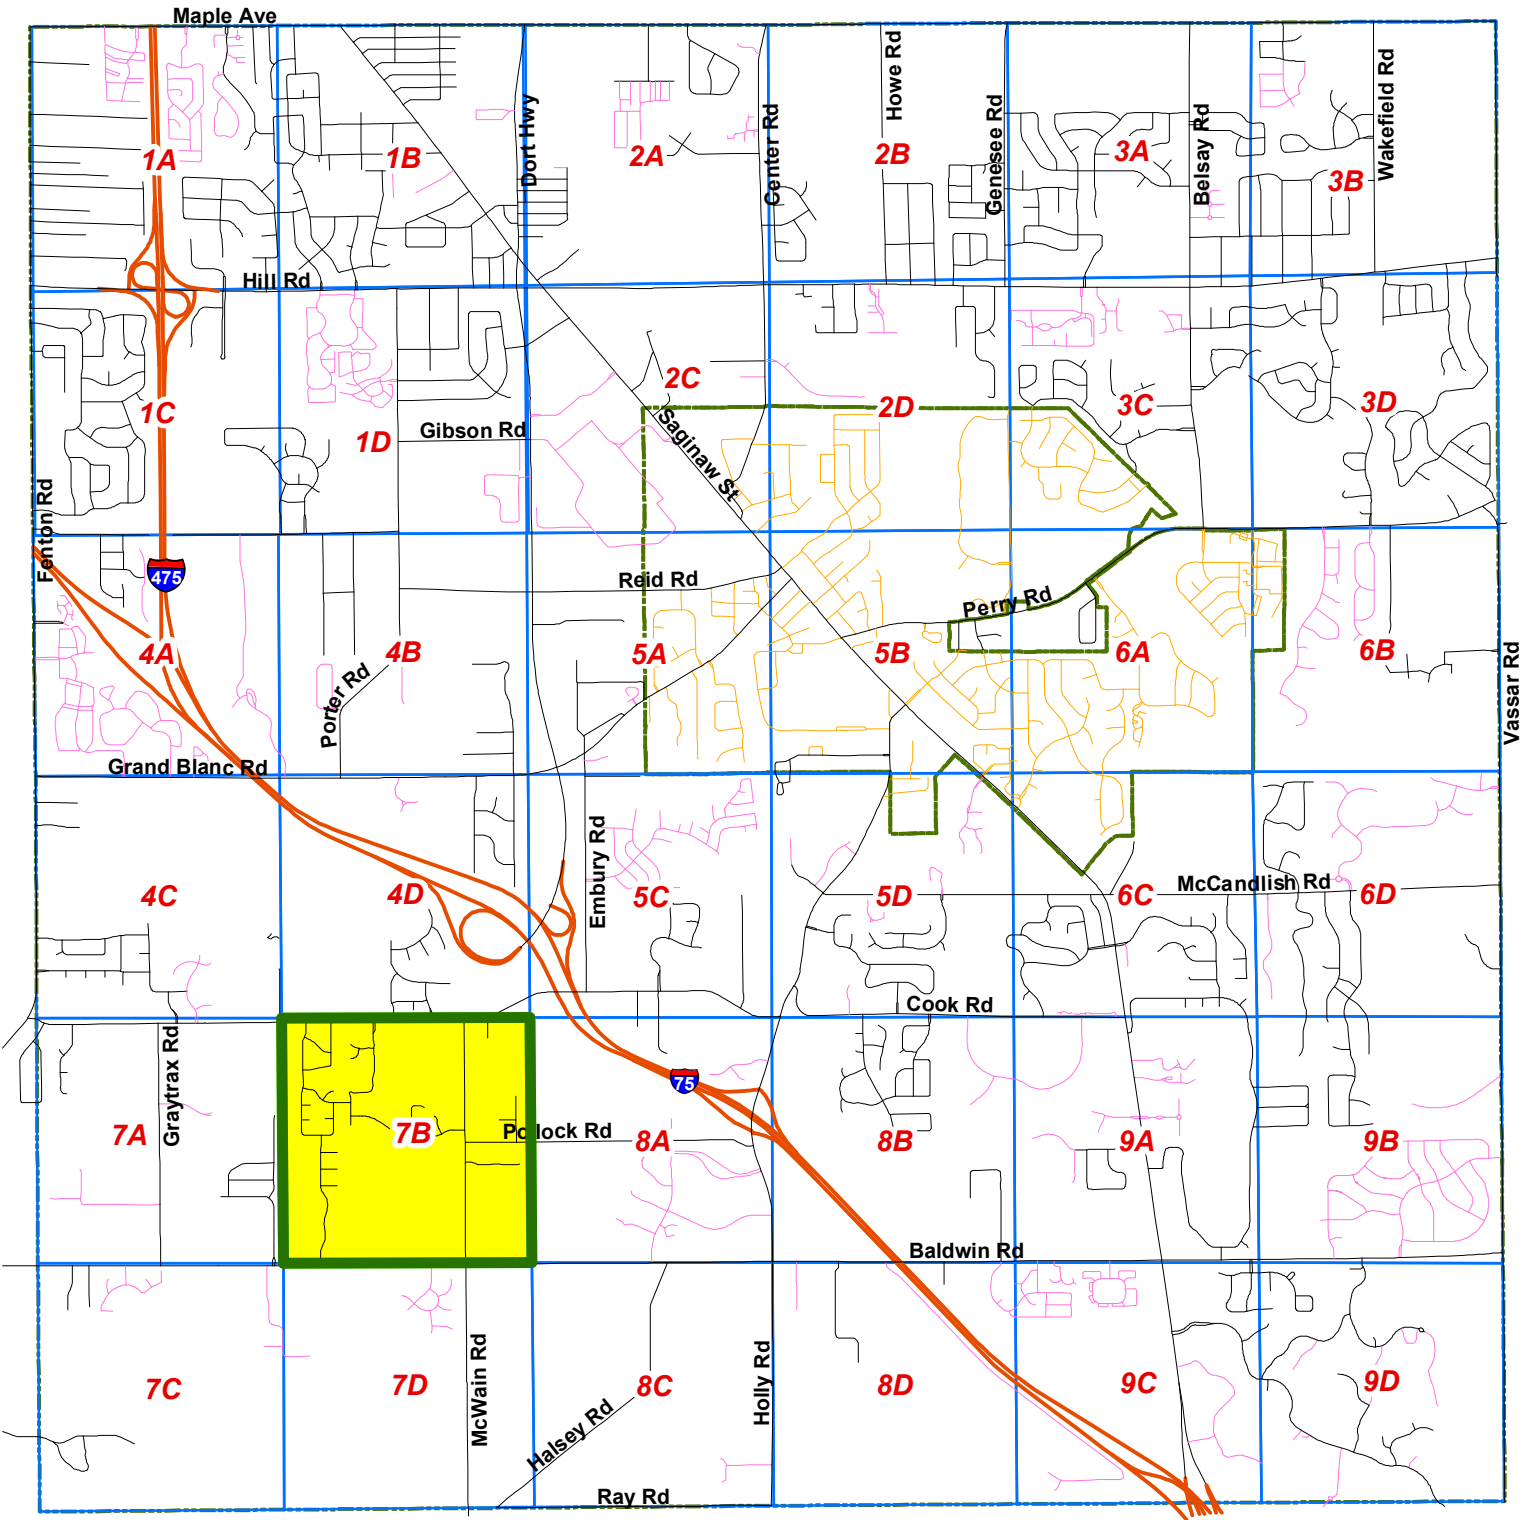 Maple Ave
Howe Rd
Wakefield Rd
Dort Hwy
Center Rd
Genesee Rd
Belsay Rd
1A
1B
2A
2B
3A
3B
Hill Rd
1C
1D
Gibson Rd
2C
Saginaw St
2D
3C
3D
Fenton Rd
475
Reid Rd
Perry Rd
4A
4B
Porter Rd
5A
5B
6A
6B
Vassar Rd
Grand Blanc Rd
4C
4D
Embury Rd
5C
5D
6C
McCandlish Rd
6D
Cook Rd
Graytrax Rd
75
7A
7B
Pollock Rd
8A
8B
9A
9B
Baldwin Rd
7C
7D
McWain Rd
Halsey Rd
8C
Holly Rd
8D
9C
9D
Ray Rd